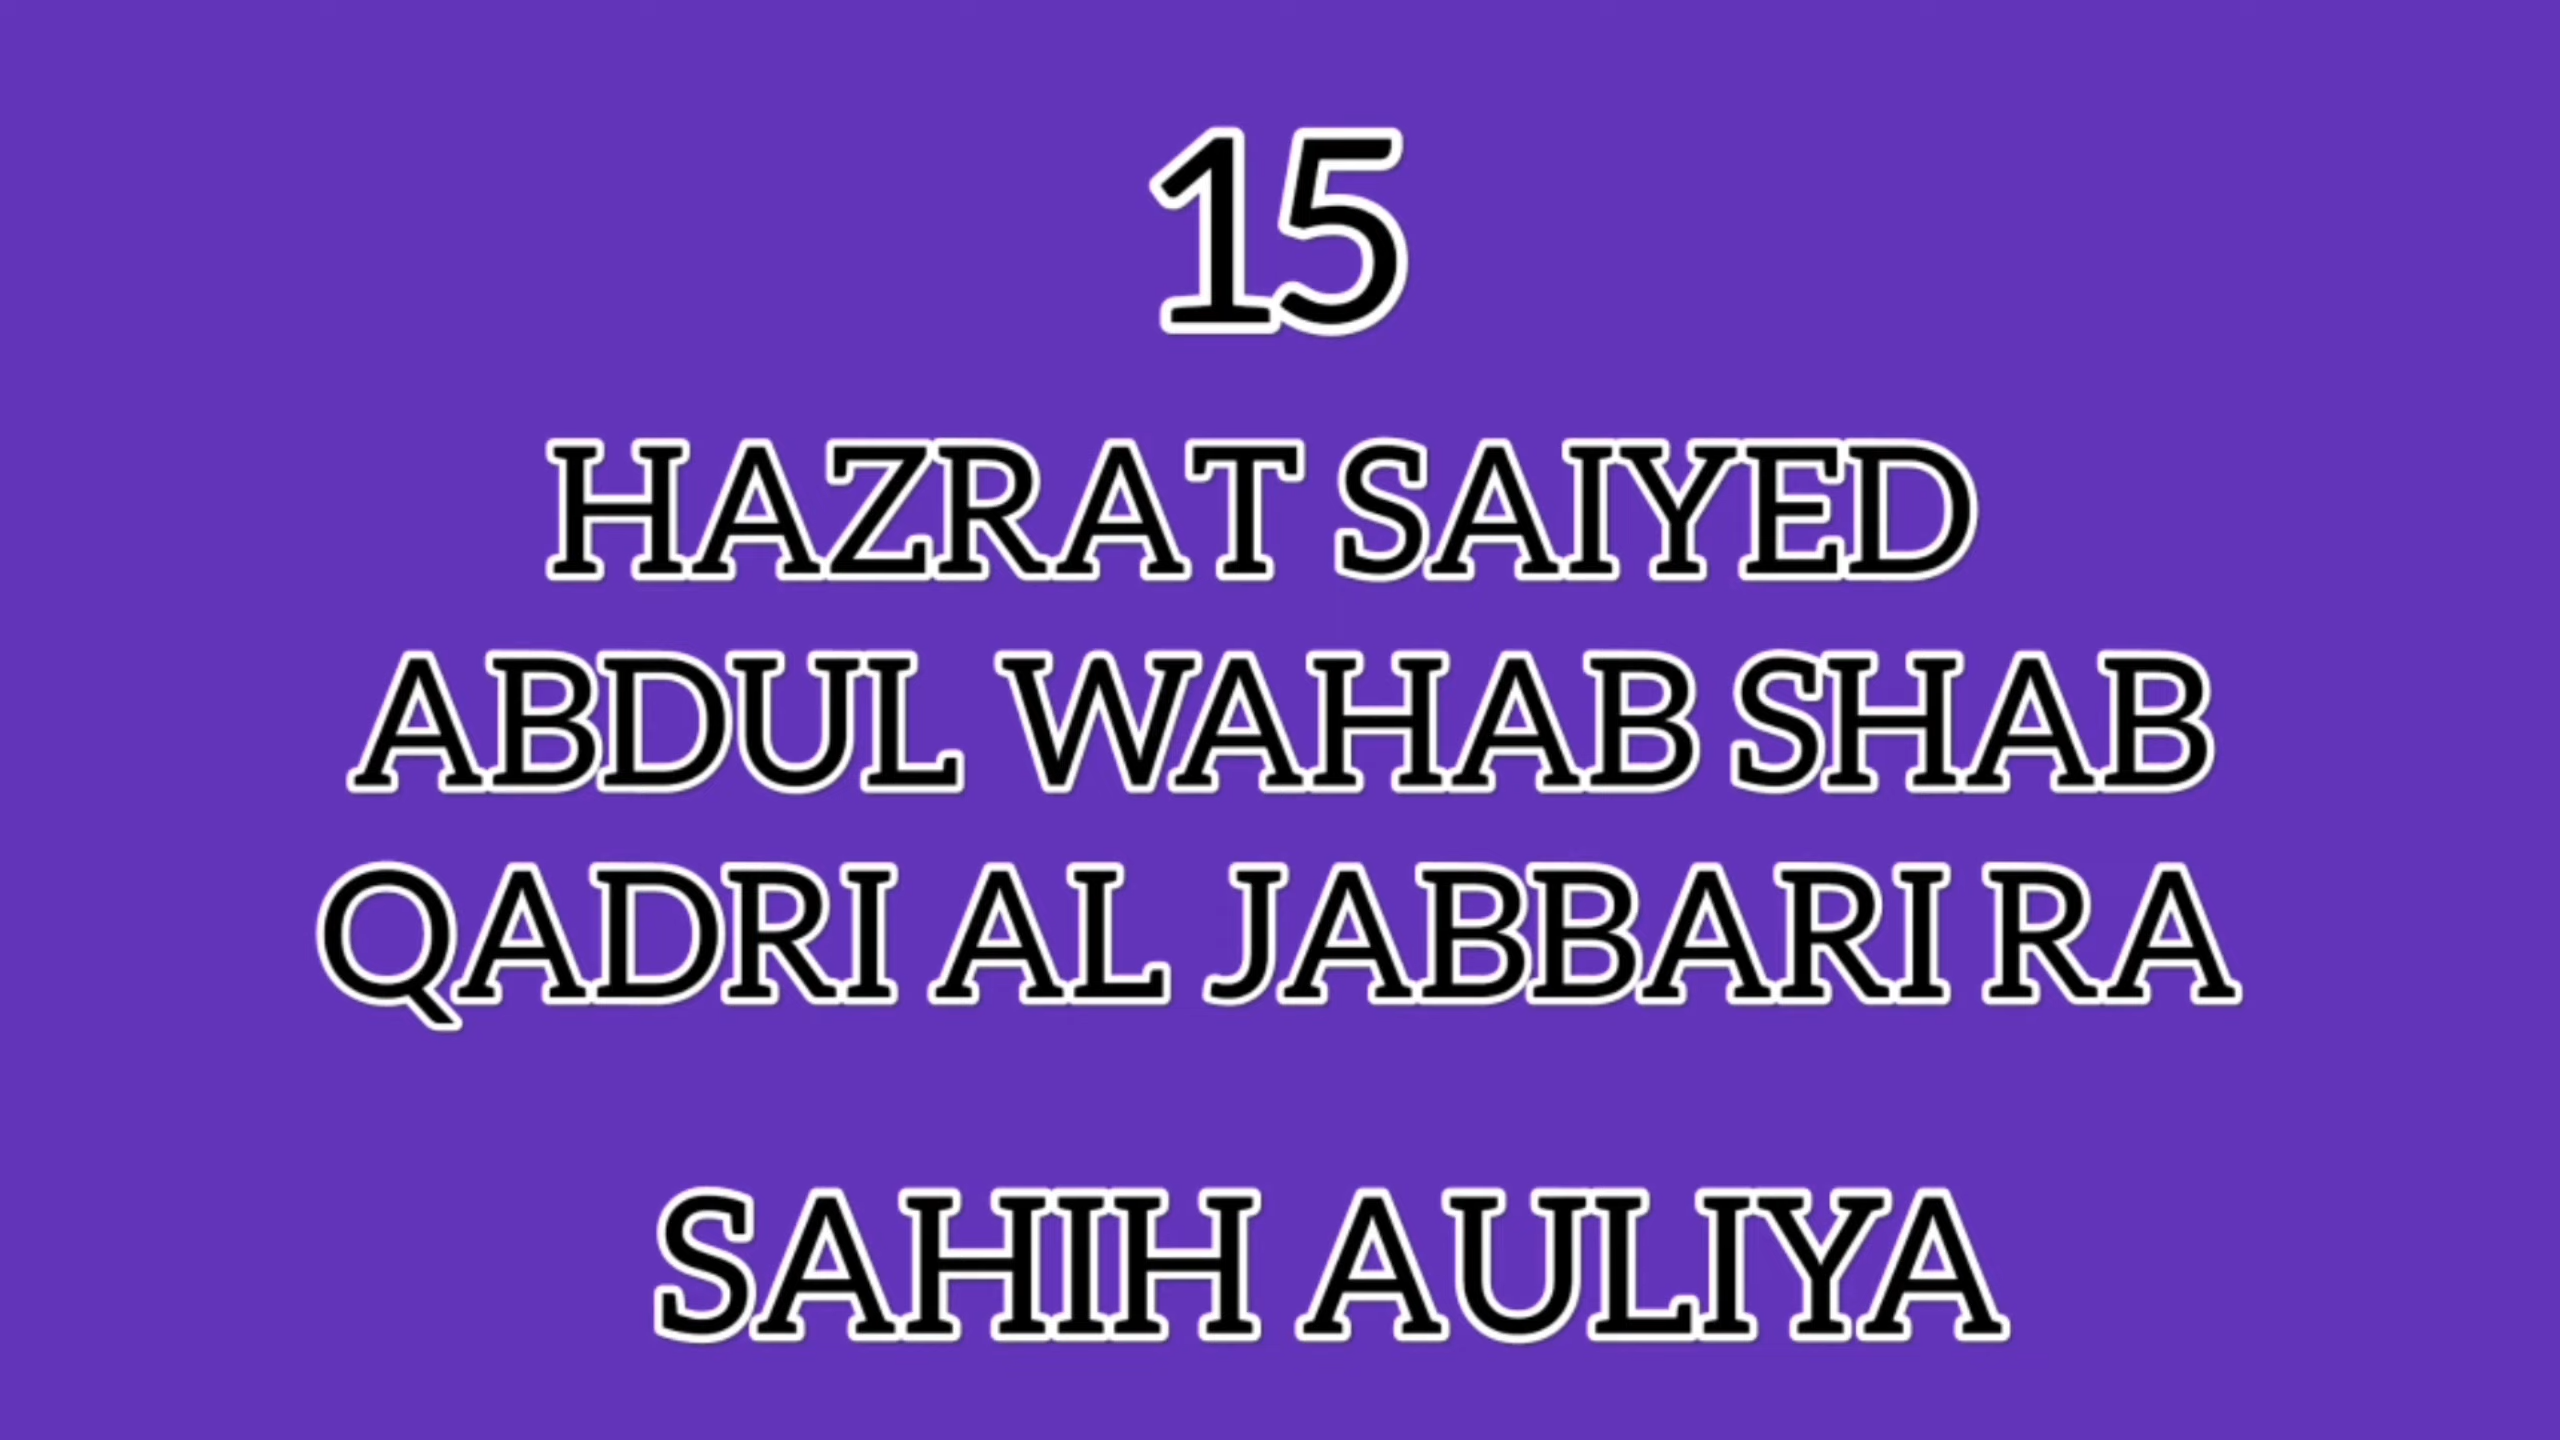 15
HAZRAT SAIYED
ABDUL WAHAB SHAB
QADRI AL JABBARI RA
SAHIH AULIYA